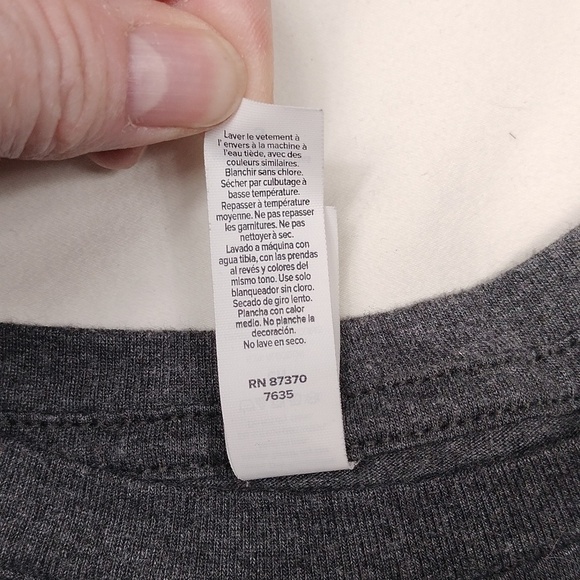 Laver le vetement à
l'envers à la machine à
l'eau tiède, avec des
couleurs similaires.
Blanchir sans chlore.
Sécher par culbutage à
basse température.
Repasser à température
moyenne. Ne pas repasser
les garnitures. Ne pas
nettoyer à sec.
Lavado a máquina con
agua tibia, con las prendas
al revés y colores del
mismo tono. Use solo
blanqueador sin cloro.
Secado de giro lento.
Plancha con calor
medio. No planche la
decoración.
No lave en seco.
RN 87370
7635